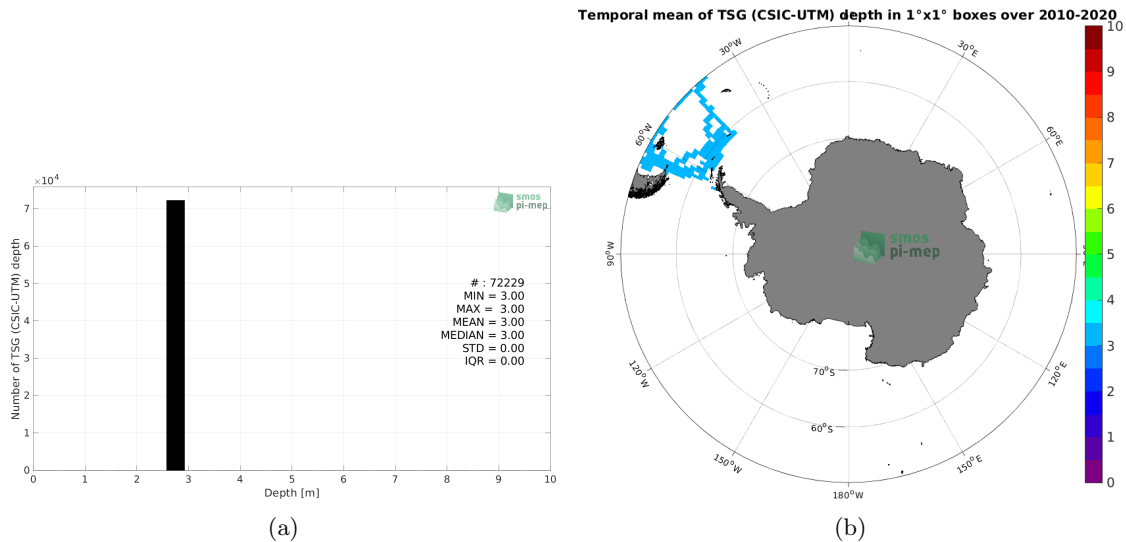 Temporal mean of TSG (CSIC-UTM) depth in 1°x1° boxes over 2010-2020
×10⁴
7
6
5
4
3
2
1
0
Number of TSG (CSIC-UTM) depth
smos
pi-mep
# : 72229
MIN = 3.00
MAX = 3.00
MEAN = 3.00
MEDIAN = 3.00
STD = 0.00
IQR = 0.00
0 1 2 3 4 5 6 7 8 9 10
Depth [m]
(a)
30°W
30°E
60°W
60°E
90°W
120°W
120°E
150°W
150°E
180°W
70°S
60°S
smos
pi-mep
10
9
8
7
6
5
4
3
2
1
0
(b)